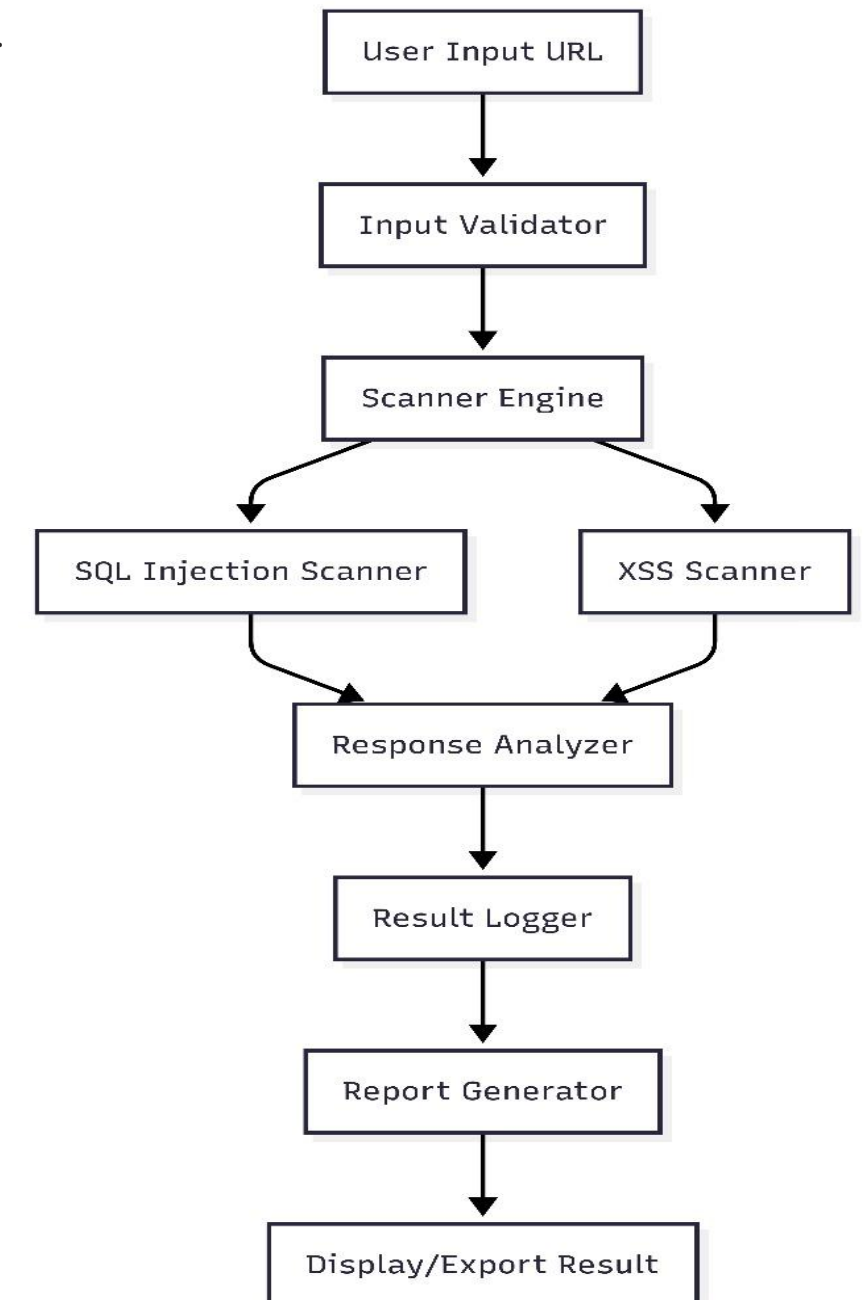 User Input URL
Input Validator
Scanner Engine
SQL Injection Scanner
XSS Scanner
Response Analyzer
Result Logger
Report Generator
Display/Export Result